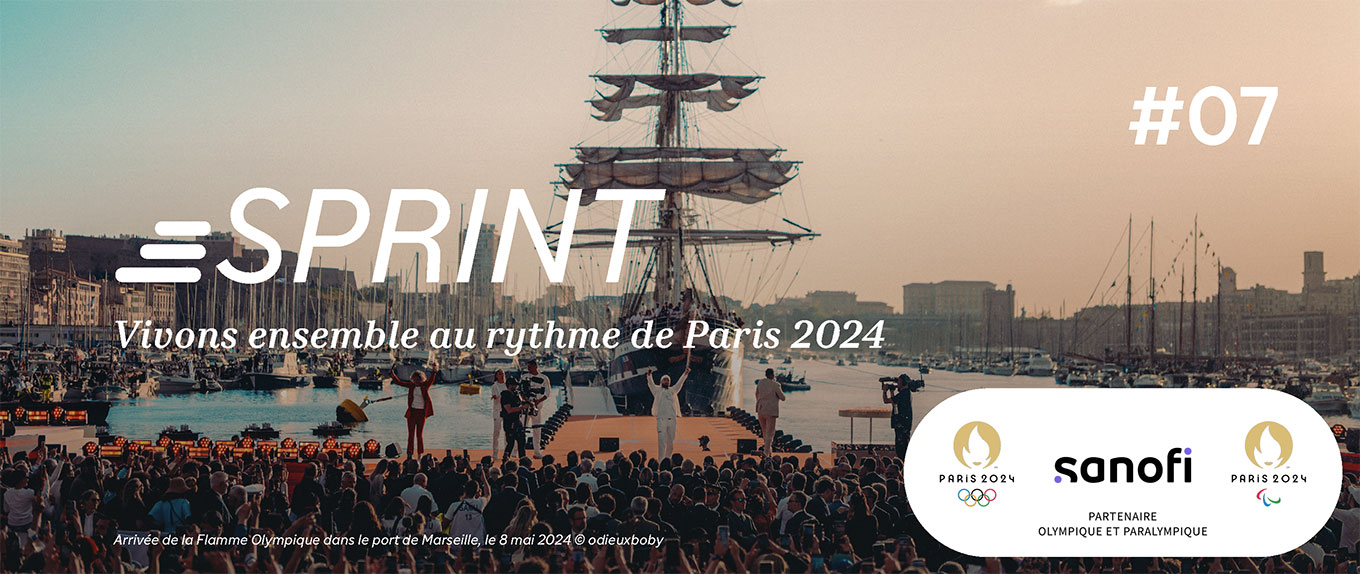 #07
SPRINT
Vivons ensemble au rythme de Paris 2024
PARIS 2024
sanofi
PARIS 2024
PARTENAIRE
OLYMPIQUE ET PARALYMPIQUE
Arrivée de la Flamme Olympique dans le port de Marseille, le 8 mai 2024 © odieuxboby